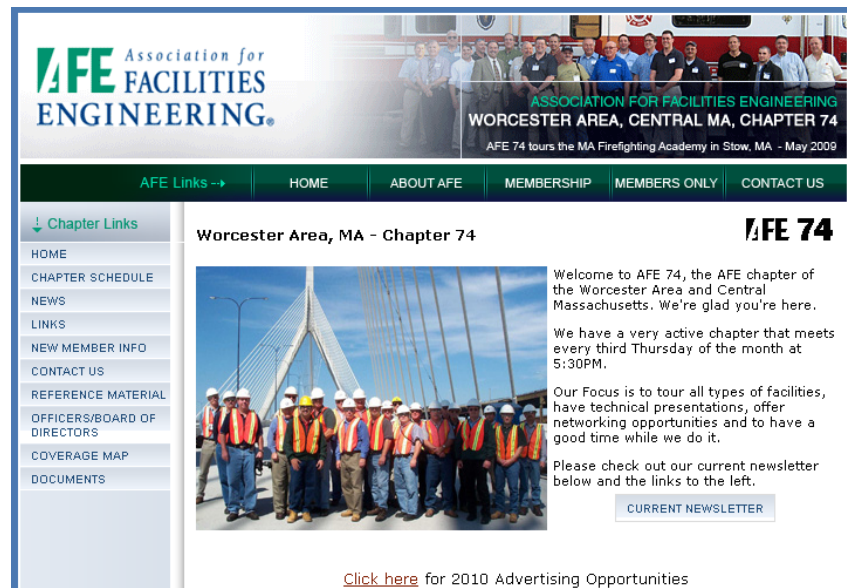 AFE Association for
FACILITIES
ENGINEERING®
ASSOCIATION FOR FACILITIES ENGINEERING
WORCESTER AREA, CENTRAL MA, CHAPTER 74
AFE 74 tours the MA Firefighting Academy in Stow, MA - May 2009
AFE Links --> HOME ABOUT AFE MEMBERSHIP MEMBERS ONLY CONTACT US
Chapter Links
HOME
CHAPTER SCHEDULE
NEWS
LINKS
NEW MEMBER INFO
CONTACT US
REFERENCE MATERIAL
OFFICERS/BOARD OF
DIRECTORS
COVERAGE MAP
DOCUMENTS
Worcester Area, MA - Chapter 74
AFE 74
Welcome to AFE 74, the AFE chapter of
the Worcester Area and Central
Massachusetts. We're glad you're here.
We have a very active chapter that meets
every third Thursday of the month at
5:30PM.
Our Focus is to tour all types of facilities,
have technical presentations, offer
networking opportunities and to have a
good time while we do it.
Please check out our current newsletter
below and the links to the left.
CURRENT NEWSLETTER
Click here for 2010 Advertising Opportunities